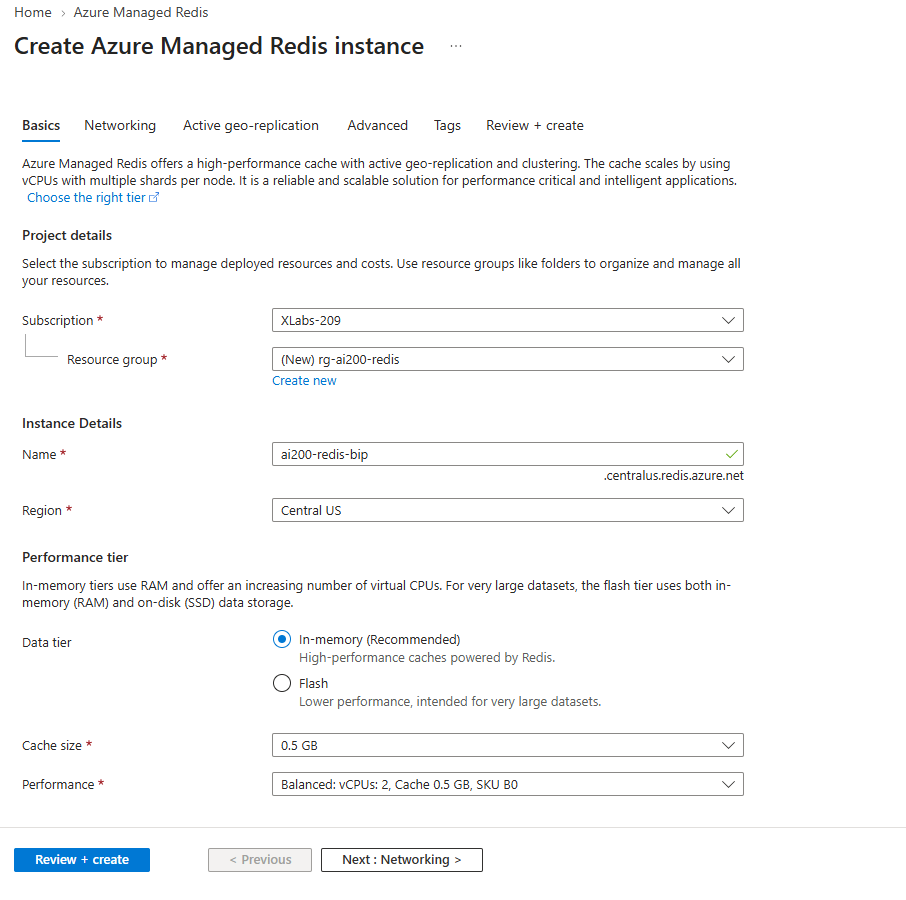 Home > Azure Managed Redis
Create Azure Managed Redis instance ...
Basics Networking Active geo-replication Advanced Tags Review + create
Azure Managed Redis offers a high-performance cache with active geo-replication and clustering. The cache scales by using
vCPUs with multiple shards per node. It is a reliable and scalable solution for performance critical and intelligent applications.
Choose the right tier
Project details
Select the subscription to manage deployed resources and costs. Use resource groups like folders to organize and manage all
your resources.
Subscription * XLabs-209
Resource group * (New) rg-ai200-redis
Create new
Instance Details
Name * ai200-redis-bip
.centralus.redis.azure.net
Region * Central US
Performance tier
In-memory tiers use RAM and offer an increasing number of virtual CPUs. For very large datasets, the flash tier uses both in-
memory (RAM) and on-disk (SSD) data storage.
Data tier In-memory (Recommended)
High-performance caches powered by Redis.
Flash
Lower performance, intended for very large datasets.
Cache size * 0.5 GB
Performance * Balanced: vCPUs: 2, Cache 0.5 GB, SKU B0
Review + create < Previous Next : Networking >